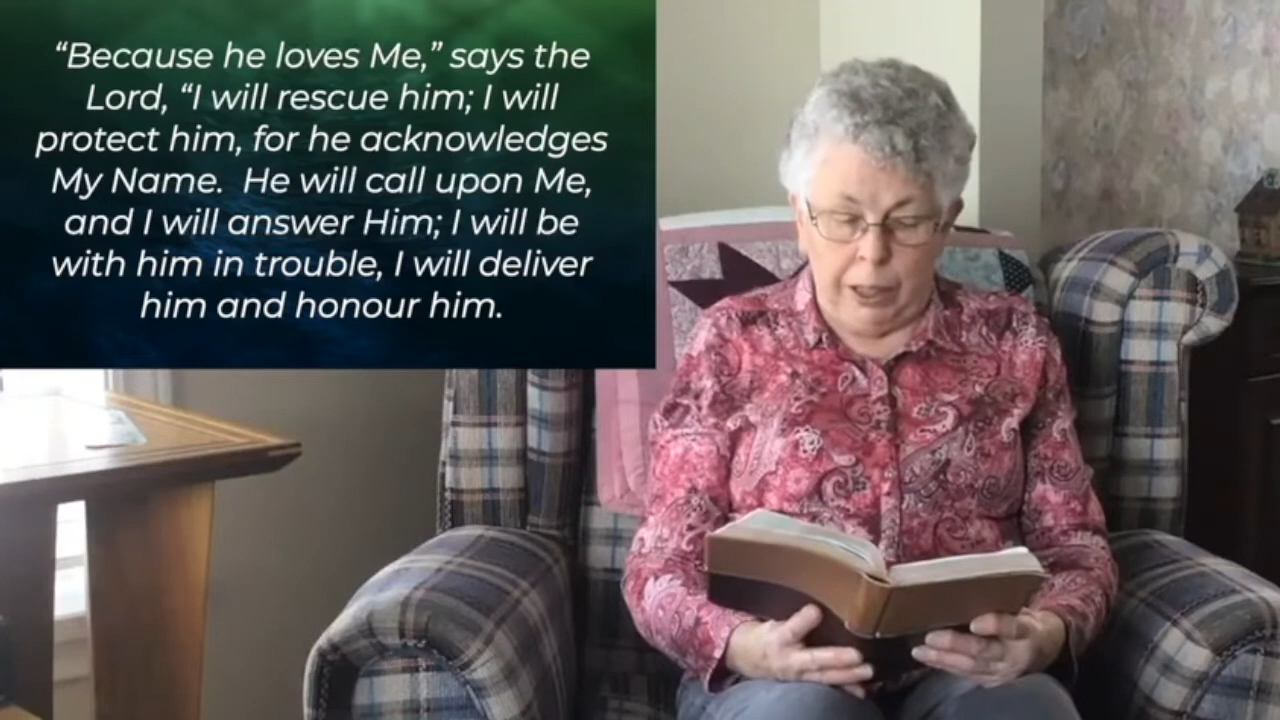 “Because he loves Me,” says the
Lord, “I will rescue him; I will
protect him, for he acknowledges
My Name.  He will call upon Me,
and I will answer Him; I will be
with him in trouble, I will deliver
him and honour him.